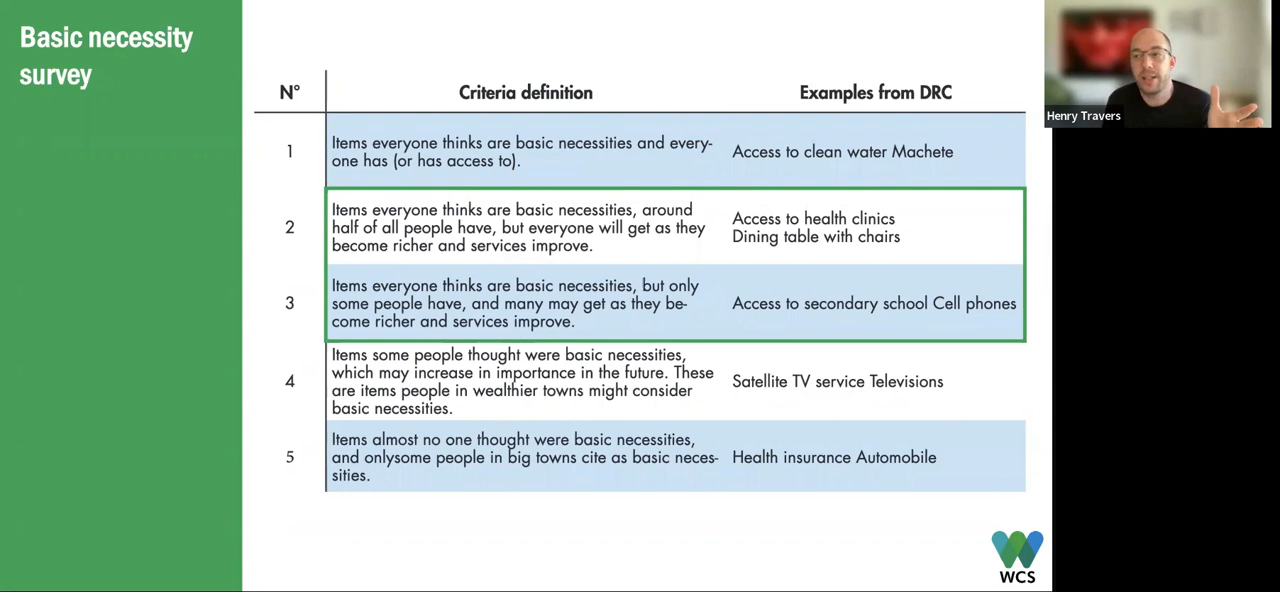 Basic necessity
survey
N°
Criteria definition
Examples from DRC
1
Items everyone thinks are basic necessities and every-
one has (or has access to).
Access to clean water Machete
2
Items everyone thinks are basic necessities, around
half of all people have, but everyone will get as they
become richer and services improve.
Access to health clinics
Dining table with chairs
3
Items everyone thinks are basic necessities, but only
some people have, and many may get as they be-
come richer and services improve.
Access to secondary school Cell phones
4
Items some people thought were basic necessities,
which may increase in importance in the future. These
are items people in wealthier towns might consider
basic necessities.
Satellite TV service Televisions
5
Items almost no one thought were basic necessities,
and onlysome people in big towns cite as basic neces-
sities.
Health insurance Automobile
WCS
Henry Travers